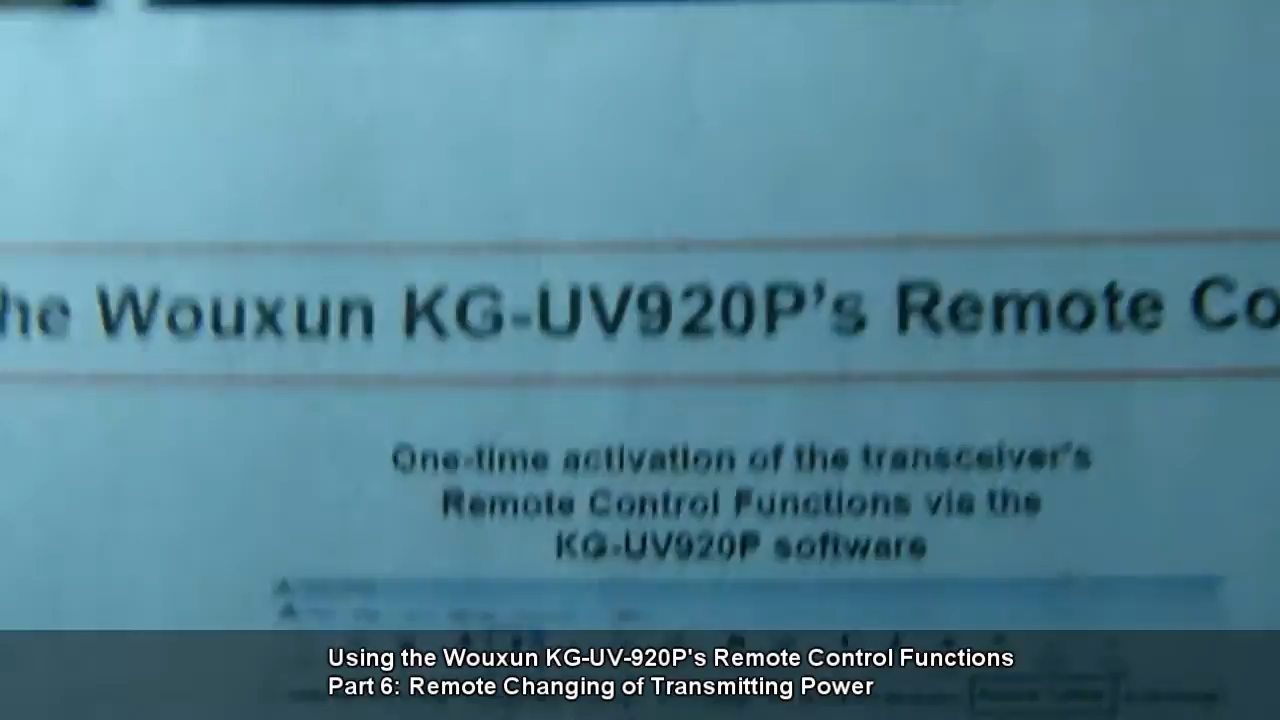 he Wouxun KG-UV920P's Remote Co
One-time activation of the transceiver's
Remote Control Functions via the
KG-UV920P software
Using the Wouxun KG-UV-920P's Remote Control Functions
Part 6: Remote Changing of Transmitting Power